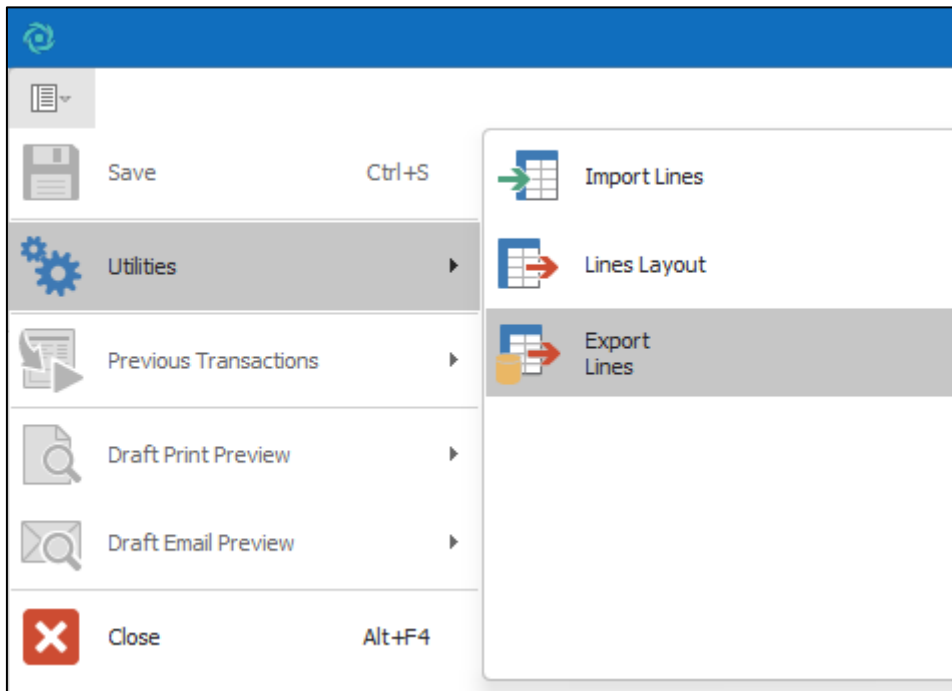 Save Ctrl+S
Utilities
Previous Transactions
Draft Print Preview
Draft Email Preview
Close Alt+F4
Import Lines
Lines Layout
Export
Lines